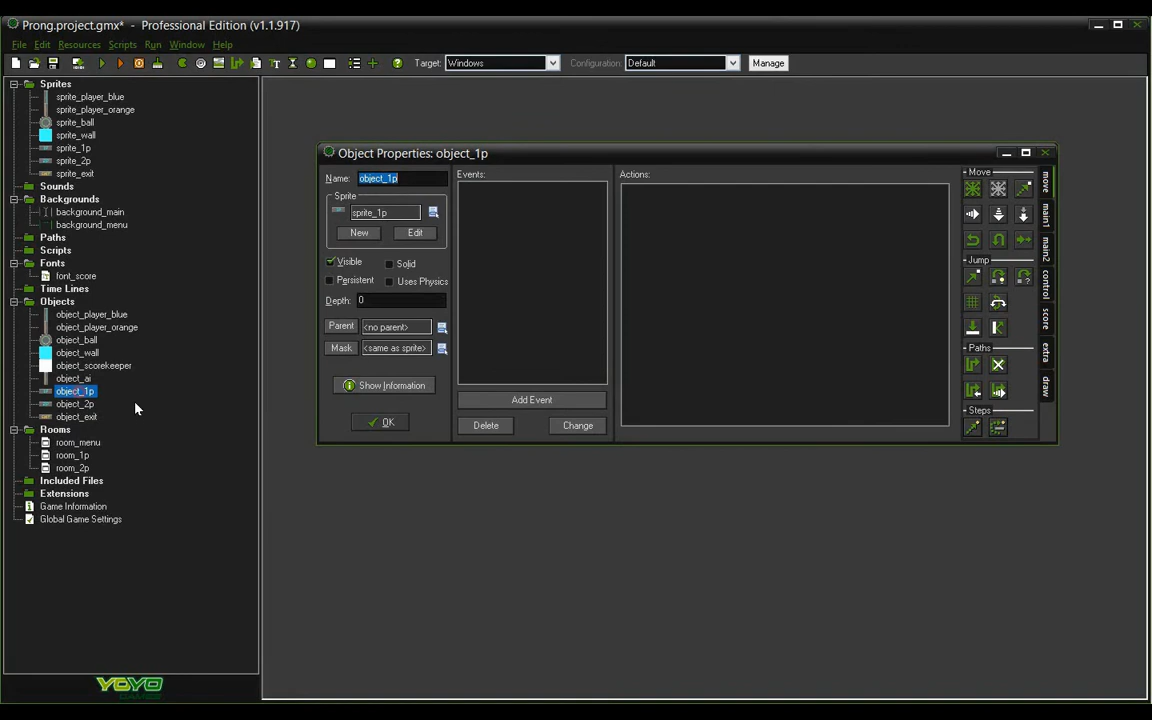 Prong.project.gmx* - Professional Edition (v1.1.917)
File Edit Resources Scripts Run Window Help
Target: Windows Configuration: Default Manage
Sprites
sprite_player_blue
sprite_player_orange
sprite_ball
sprite_wall
sprite_1p
sprite_2p
sprite_exit
Sounds
Backgrounds
background_main
background_menu
Paths
Scripts
Fonts
font_score
Time Lines
Objects
object_player_blue
object_player_orange
object_ball
object_wall
object_scorekeeper
object_ai
object_1p
object_2p
object_exit
Rooms
room_menu
room_1p
room_2p
Included Files
Extensions
Game Information
Global Game Settings
YOYO
GAMES
Object Properties: object_1p
Name: object_1p
Sprite
sprite_1p
New Edit
Visible Solid
Persistent Uses Physics
Depth: 0
Parent <no parent>
Mask <same as sprite>
Show Information
OK
Events:
Add Event
Delete Change
Actions:
Move
Jump
Paths
Steps
move
main1
main2
control
score
extra
draw